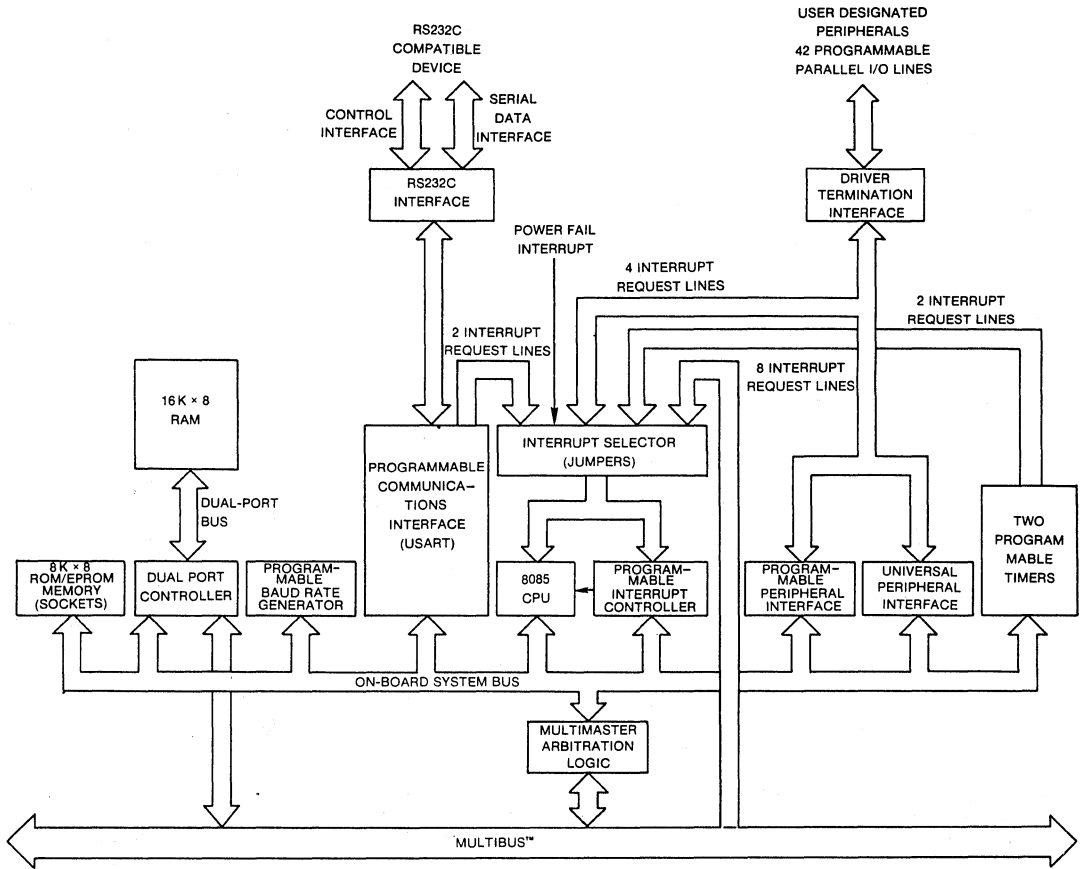 RS232C
COMPATIBLE
DEVICE
USER DESIGNATED
PERIPHERALS
42 PROGRAMMABLE
PARALLEL I/O LINES
CONTROL
INTERFACE
SERIAL
DATA
INTERFACE
RS232C
INTERFACE
DRIVER
TERMINATION
INTERFACE
POWER FAIL
INTERRUPT
4 INTERRUPT
REQUEST LINES
2 INTERRUPT
REQUEST LINES
2 INTERRUPT
REQUEST LINES
8 INTERRUPT
REQUEST LINES
16K × 8
RAM
DUAL-PORT
BUS
PROGRAMMABLE
COMMUNICA-
TIONS
INTERFACE
(USART)
INTERRUPT SELECTOR
(JUMPERS)
TWO
PROGRAM
MABLE
TIMERS
8K × 8
ROM/EPROM
MEMORY
(SOCKETS)
DUAL PORT
CONTROLLER
PROGRAM-
MABLE
BAUD RATE
GENERATOR
8085
CPU
PROGRAM-
MABLE
INTERRUPT
CONTROLLER
PROGRAM-
MABLE
PERIPHERAL
INTERFACE
UNIVERSAL
PERIPHERAL
INTERFACE
ON-BOARD SYSTEM BUS
MULTIMASTER
ARBITRATION
LOGIC
MULTIBUS™